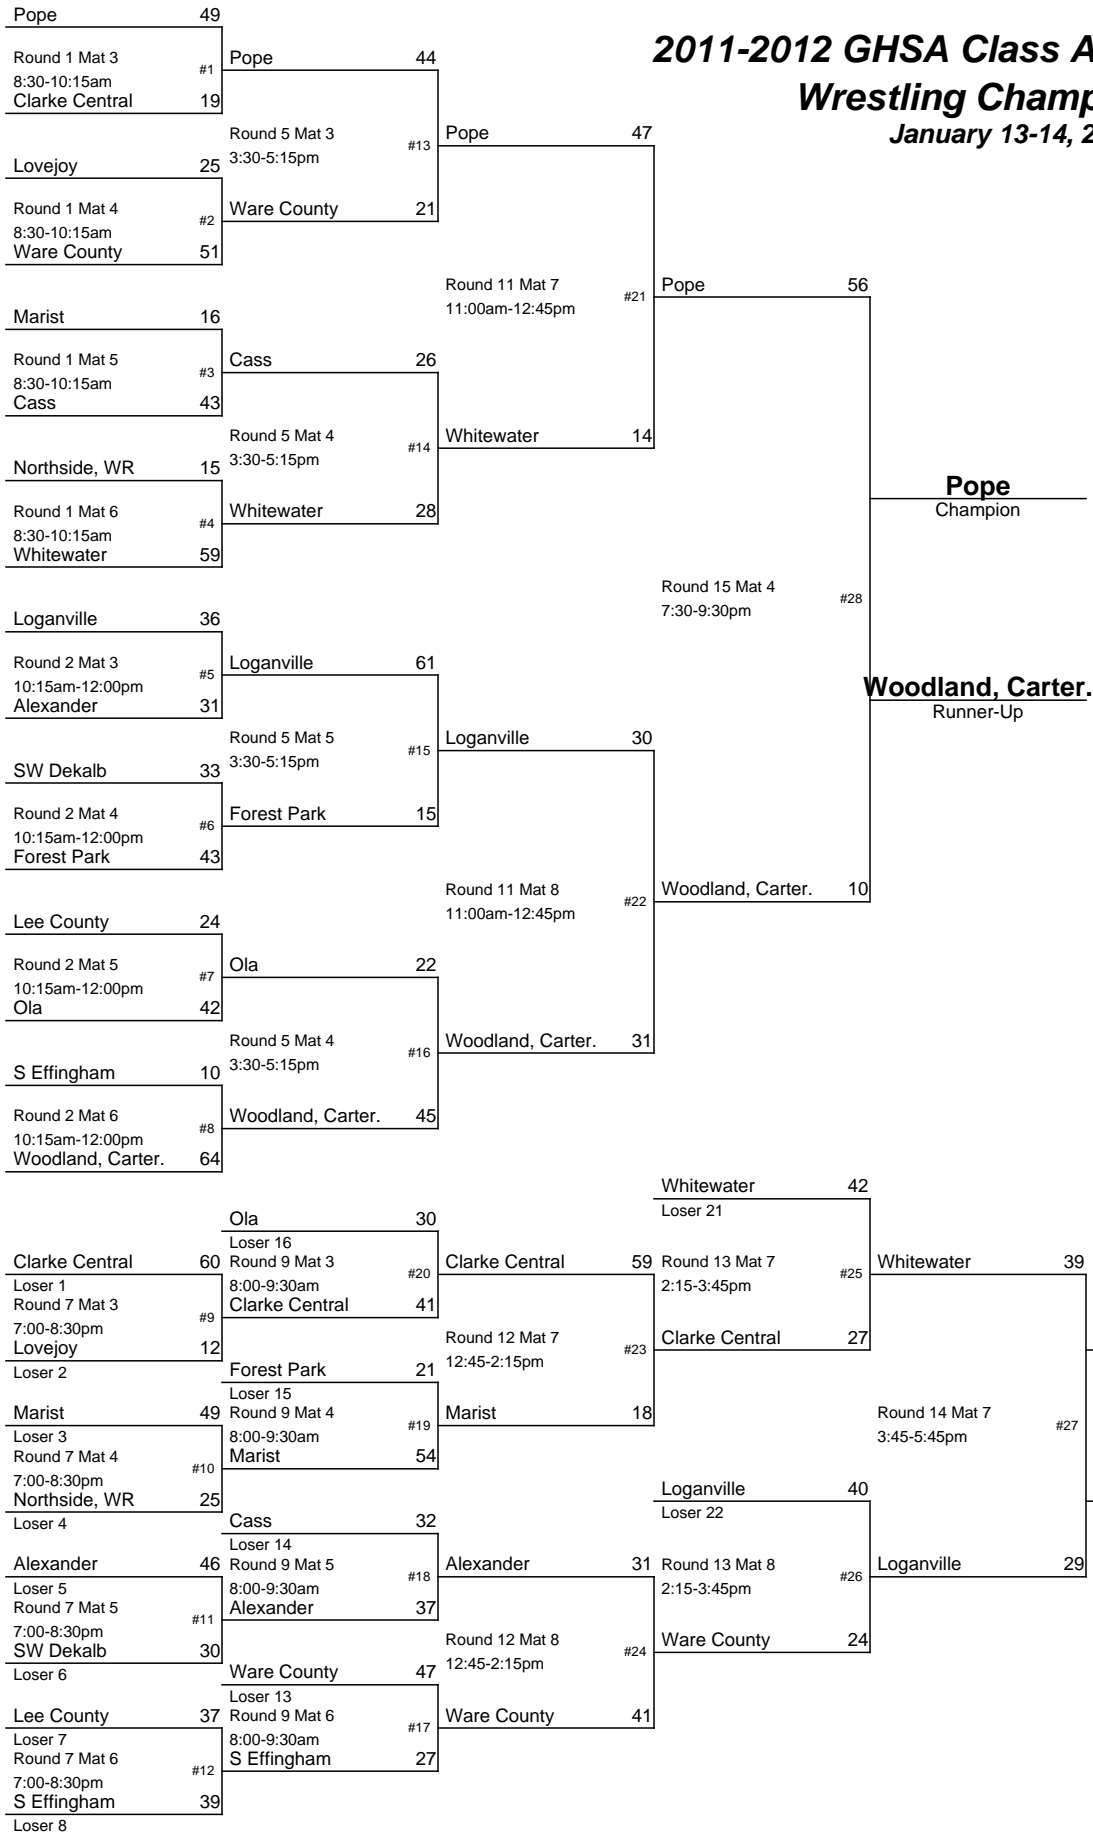 2011-2012 GHSA Class A
Wrestling Champ
January 13-14, 2
Pope 49
Round 1 Mat 3
#1
8:30-10:15am
Clarke Central 19
Lovejoy 25
Round 1 Mat 4
#2
8:30-10:15am
Ware County 51
Marist 16
Round 1 Mat 5
#3
8:30-10:15am
Cass 43
Northside, WR 15
Round 1 Mat 6
#4
8:30-10:15am
Whitewater 59
Loganville 36
Round 2 Mat 3
#5
10:15am-12:00pm
Alexander 31
SW Dekalb 33
Round 2 Mat 4
#6
10:15am-12:00pm
Forest Park 43
Lee County 24
Round 2 Mat 5
#7
10:15am-12:00pm
Ola 42
S Effingham 10
Round 2 Mat 6
#8
10:15am-12:00pm
Woodland, Carter. 64
Pope 44
Round 5 Mat 3
#13
3:30-5:15pm
Ware County 21
Cass 26
Round 5 Mat 4
#14
3:30-5:15pm
Whitewater 28
Loganville 61
Round 5 Mat 5
#15
3:30-5:15pm
Forest Park 15
Ola 22
Round 5 Mat 4
#16
3:30-5:15pm
Woodland, Carter. 45
Pope 47
Round 11 Mat 7
#21
11:00am-12:45pm
Whitewater 14
Loganville 30
Round 11 Mat 8
#22
11:00am-12:45pm
Woodland, Carter. 31
Pope 56
Round 15 Mat 4
#28
7:30-9:30pm
Woodland, Carter. 10
Pope
Champion
Woodland, Carter.
Runner-Up
Clarke Central 60
Loser 1
Round 7 Mat 3
#9
7:00-8:30pm
Lovejoy 12
Loser 2
Marist 49
Loser 3
Round 7 Mat 4
#10
7:00-8:30pm
Northside, WR 25
Loser 4
Alexander 46
Loser 5
Round 7 Mat 5
#11
7:00-8:30pm
SW Dekalb 30
Loser 6
Lee County 37
Loser 7
Round 7 Mat 6
#12
7:00-8:30pm
S Effingham 39
Loser 8
Ola 30
Loser 16
Round 9 Mat 3
#20
8:00-9:30am
Clarke Central 41
Forest Park 21
Loser 15
Round 9 Mat 4
#19
8:00-9:30am
Marist 54
Cass 32
Loser 14
Round 9 Mat 5
#18
8:00-9:30am
Alexander 37
Ware County 47
Loser 13
Round 9 Mat 6
#17
8:00-9:30am
S Effingham 27
Clarke Central 59
Round 12 Mat 7
#23
12:45-2:15pm
Marist 18
Alexander 31
Round 12 Mat 8
#24
12:45-2:15pm
Ware County 41
Whitewater 42
Loser 21
Round 13 Mat 7
#25
2:15-3:45pm
Clarke Central 27
Loganville 40
Loser 22
Round 13 Mat 8
#26
2:15-3:45pm
Ware County 24
Whitewater 39
Round 14 Mat 7
#27
3:45-5:45pm
Loganville 29